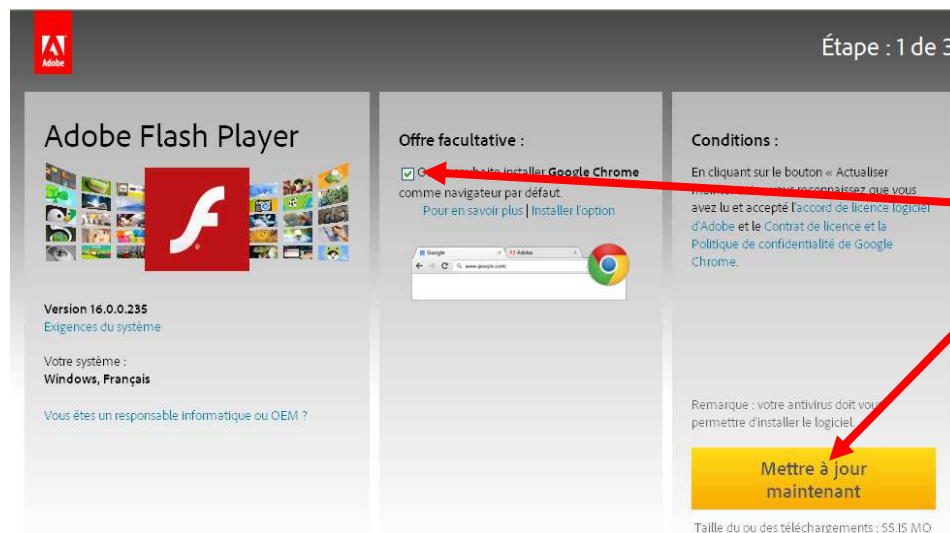 Adobe
Étape : 1 de 3
Adobe Flash Player
Version 16.0.0.235
Exigences du système
Votre système :
Windows, Français
Vous êtes un responsable informatique ou OEM ?
Offre facultative :
installer Google Chrome
comme navigateur par défaut.
Pour en savoir plus | Installer l'option
Google
Adobe
www.google.com
Conditions :
En cliquant sur le bouton « Actualiser
vous reconnaissez que vous
avez lu et accepté l'accord de licence logiciel
d'Adobe et le Contrat de licence et la
Politique de confidentialité de Google
Chrome.
Remarque : votre antivirus doit vous
permettre d'installer le logiciel.
Mettre à jour
maintenant
Taille du ou des téléchargements : 55.15 MO